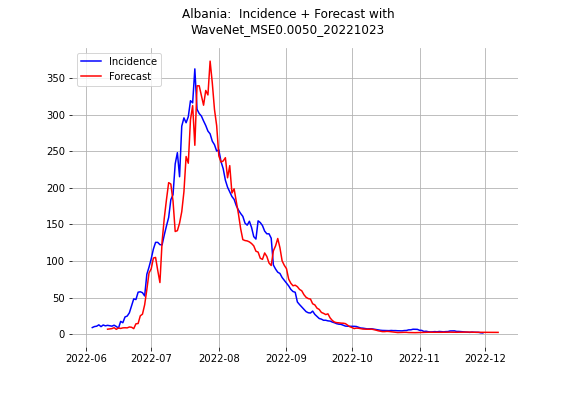 Albania:  Incidence + Forecast with
WaveNet_MSE0.0050_20221023
Incidence
Forecast
350
300
250
200
150
100
50
0
2022-06 2022-07 2022-08 2022-09 2022-10 2022-11 2022-12